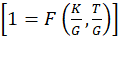 [1 = F(K/G, T/G)]